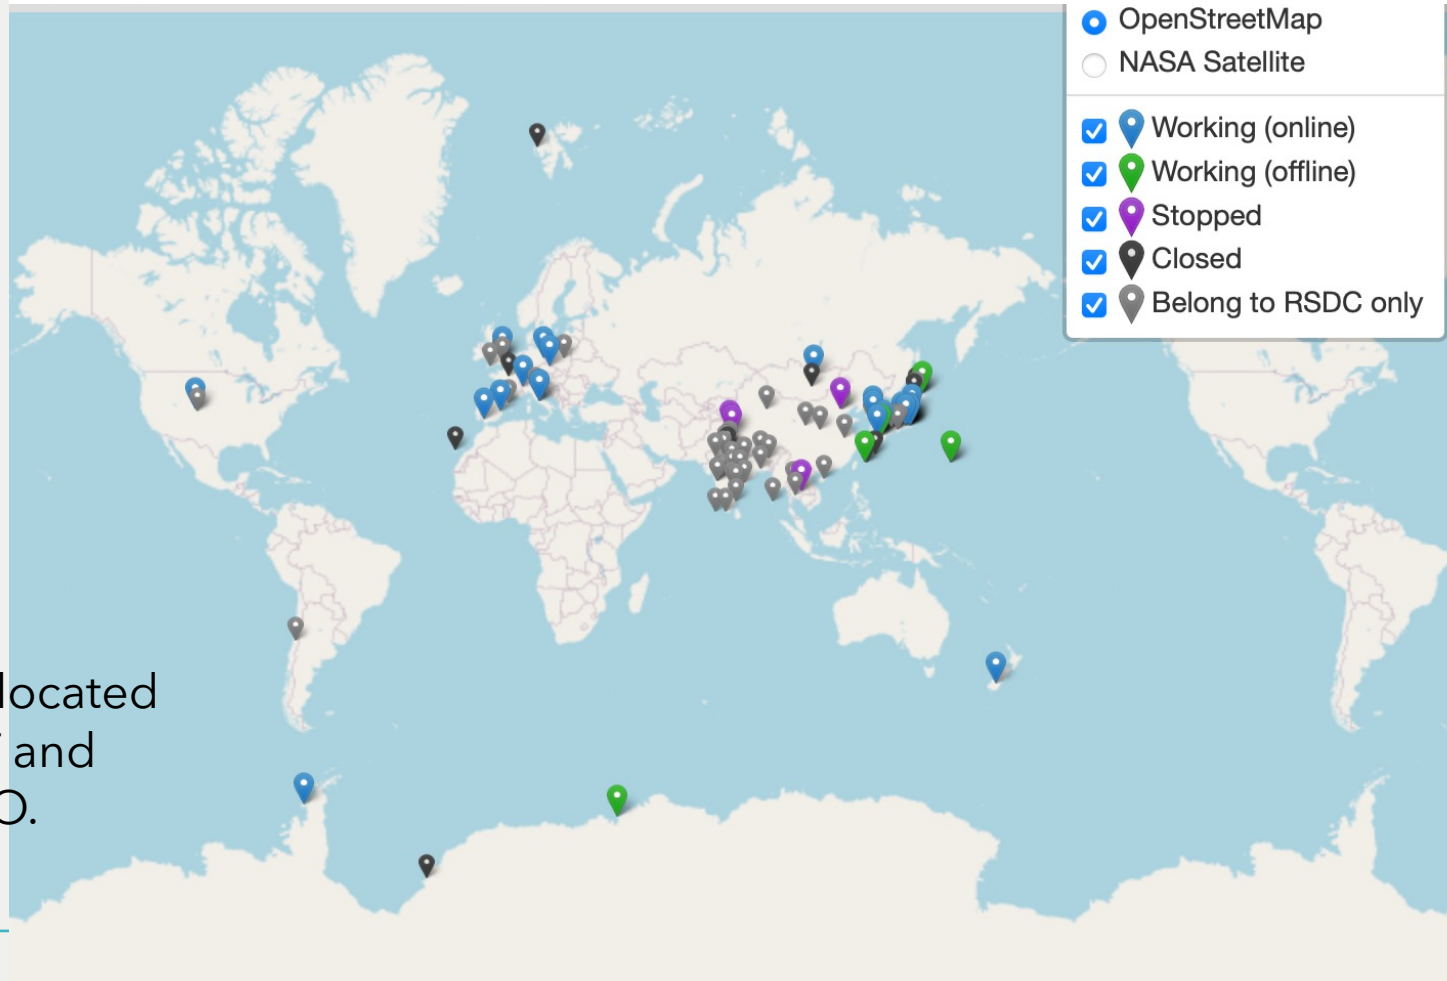 OpenStreetMap
NASA Satellite
Working (online)
Working (offline)
Stopped
Closed
Belong to RSDC only
located
and
O.